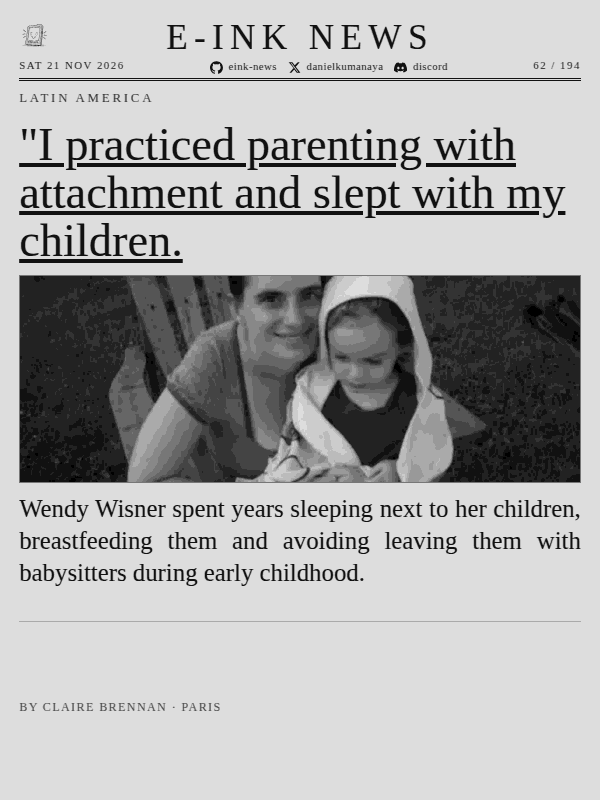 E-INK NEWS
SAT 21 NOV 2026
eink-news danielkumanaya discord
62 / 194
LATIN AMERICA
"I practiced parenting with
attachment and slept with my
children.
Wendy Wisner spent years sleeping next to her children,
breastfeeding them and avoiding leaving them with
babysitters during early childhood.
BY CLAIRE BRENNAN · PARIS